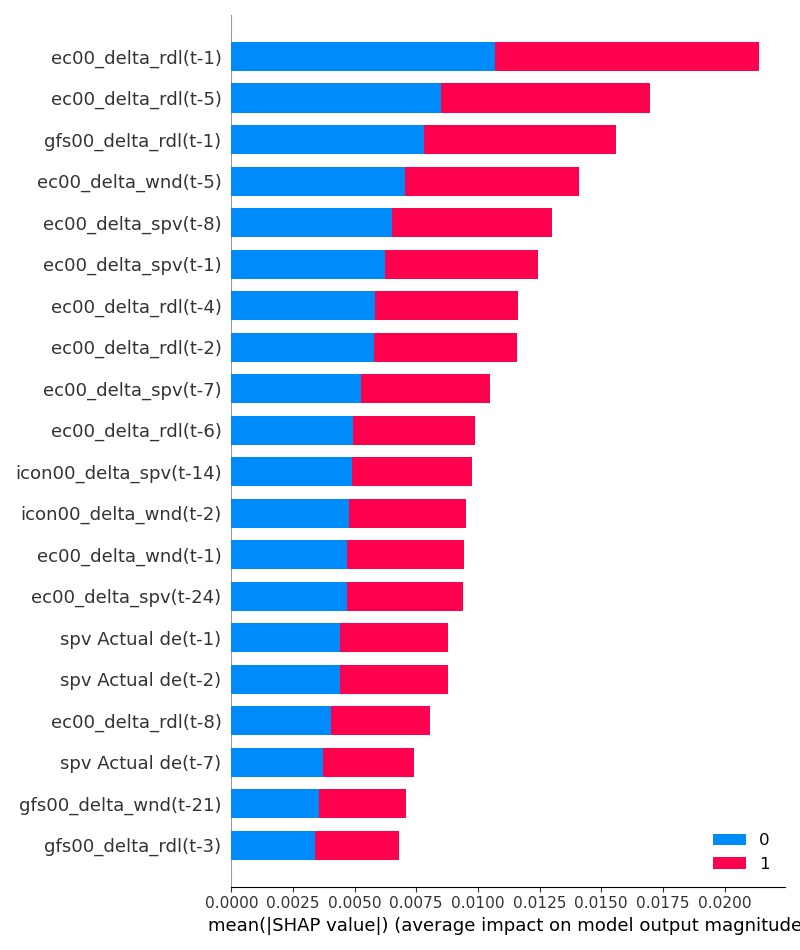 ec00_delta_rdl(t-1)
ec00_delta_rdl(t-5)
gfs00_delta_rdl(t-1)
ec00_delta_wnd(t-5)
ec00_delta_spv(t-8)
ec00_delta_spv(t-1)
ec00_delta_rdl(t-4)
ec00_delta_rdl(t-2)
ec00_delta_spv(t-7)
ec00_delta_rdl(t-6)
icon00_delta_spv(t-14)
icon00_delta_wnd(t-2)
ec00_delta_wnd(t-1)
ec00_delta_spv(t-24)
spv Actual de(t-1)
spv Actual de(t-2)
ec00_delta_rdl(t-8)
spv Actual de(t-7)
gfs00_delta_wnd(t-21)
gfs00_delta_rdl(t-3)
0
1
0.0000 0.0025 0.0050 0.0075 0.0100 0.0125 0.0150 0.0175 0.0200
mean(|SHAP value|) (average impact on model output magnitude